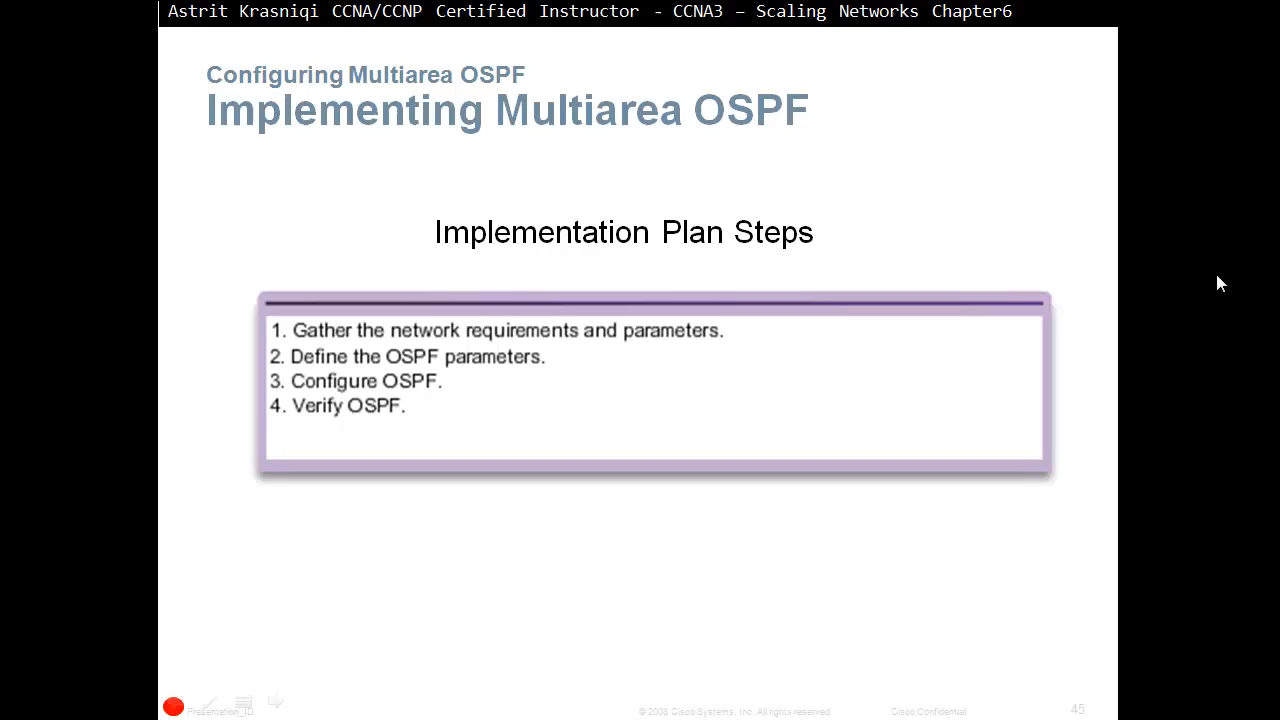 Astrit Krasniqi CCNA/CCNP Certified Instructor - CCNA3 – Scaling Networks Chapter6
Configuring Multiarea OSPF
Implementing Multiarea OSPF
Implementation Plan Steps
1. Gather the network requirements and parameters.
2. Define the OSPF parameters.
3. Configure OSPF.
4. Verify OSPF.
Presentation_ID
© 2008 Cisco Systems, Inc. All rights reserved.
Cisco Confidential
45